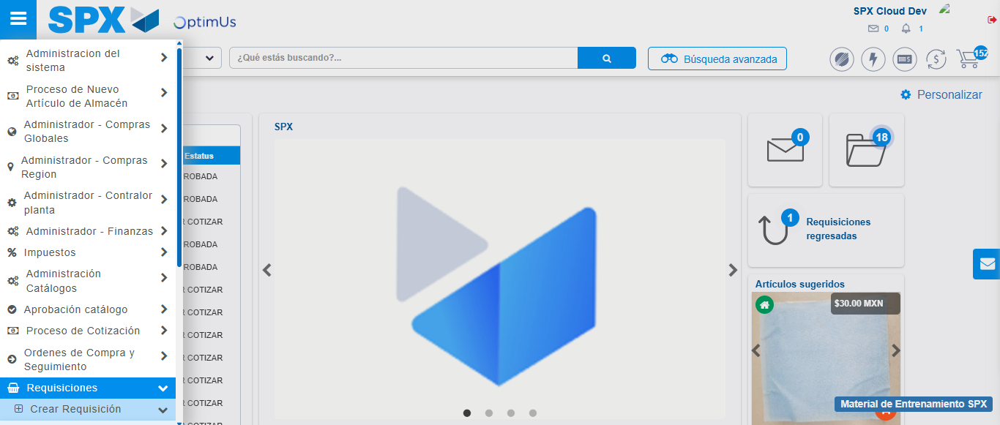 SPX
OptimUs
SPX Cloud Dev
0
1
¿Qué estás buscando?...
Búsqueda avanzada
152
Personalizar
Administracion del
sistema
Proceso de Nuevo
Artículo de Almacén
Administrador - Compras
Globales
Administrador - Compras
Region
Administrador - Contralor
planta
Administrador - Finanzas
Impuestos
Administración
Catálogos
Aprobación catálogo
Proceso de Cotización
Ordenes de Compra y
Seguimiento
Requisiciones
Crear Requisición
Estatus
ROBADA
ROBADA
COTIZAR
ROBADA
ROBADA
COTIZAR
COTIZAR
COTIZAR
COTIZAR
COTIZAR
COTIZAR
COTIZAR
SPX
0
18
1
Requisiciones
regresadas
Artículos sugeridos
$30.00 MXN
Material de Entrenamiento SPX